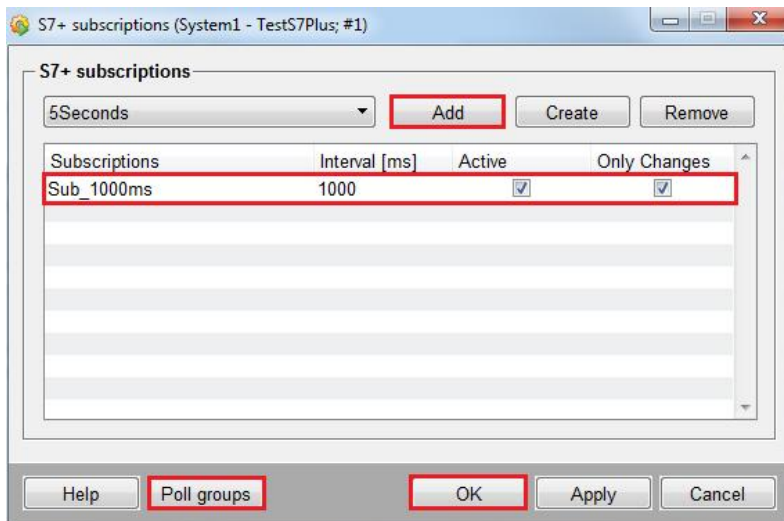 S7+ subscriptions (System1 - TestS7Plus; #1)
S7+ subscriptions
5Seconds Add Create Remove
Subscriptions Interval [ms] Active Only Changes
Sub_1000ms 1000
Help Poll groups OK Apply Cancel